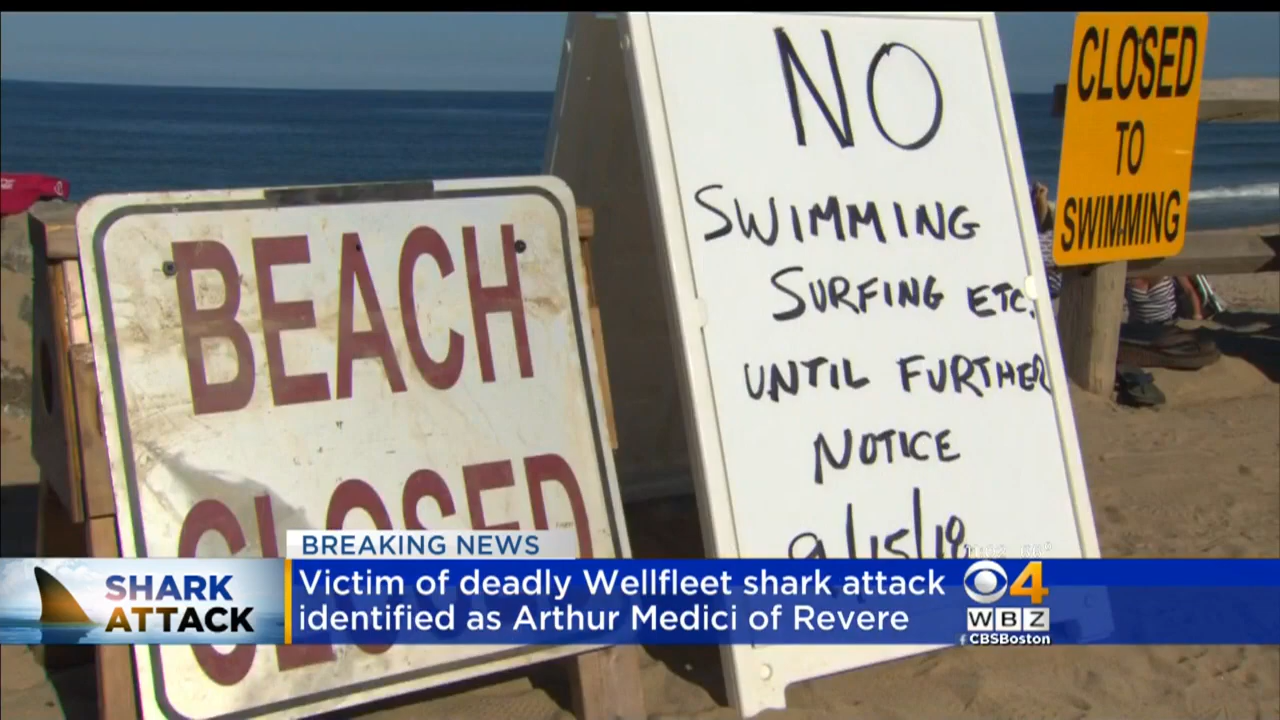 BEACH
CLOSED
NO
SWIMMING
SURFING ETC.
UNTIL FURTHER
NOTICE
CLOSED
TO
SWIMMING
BREAKING NEWS
SHARK
ATTACK
Victim of deadly Wellfleet shark attack
identified as Arthur Medici of Revere
4
WBZ
CBSBoston